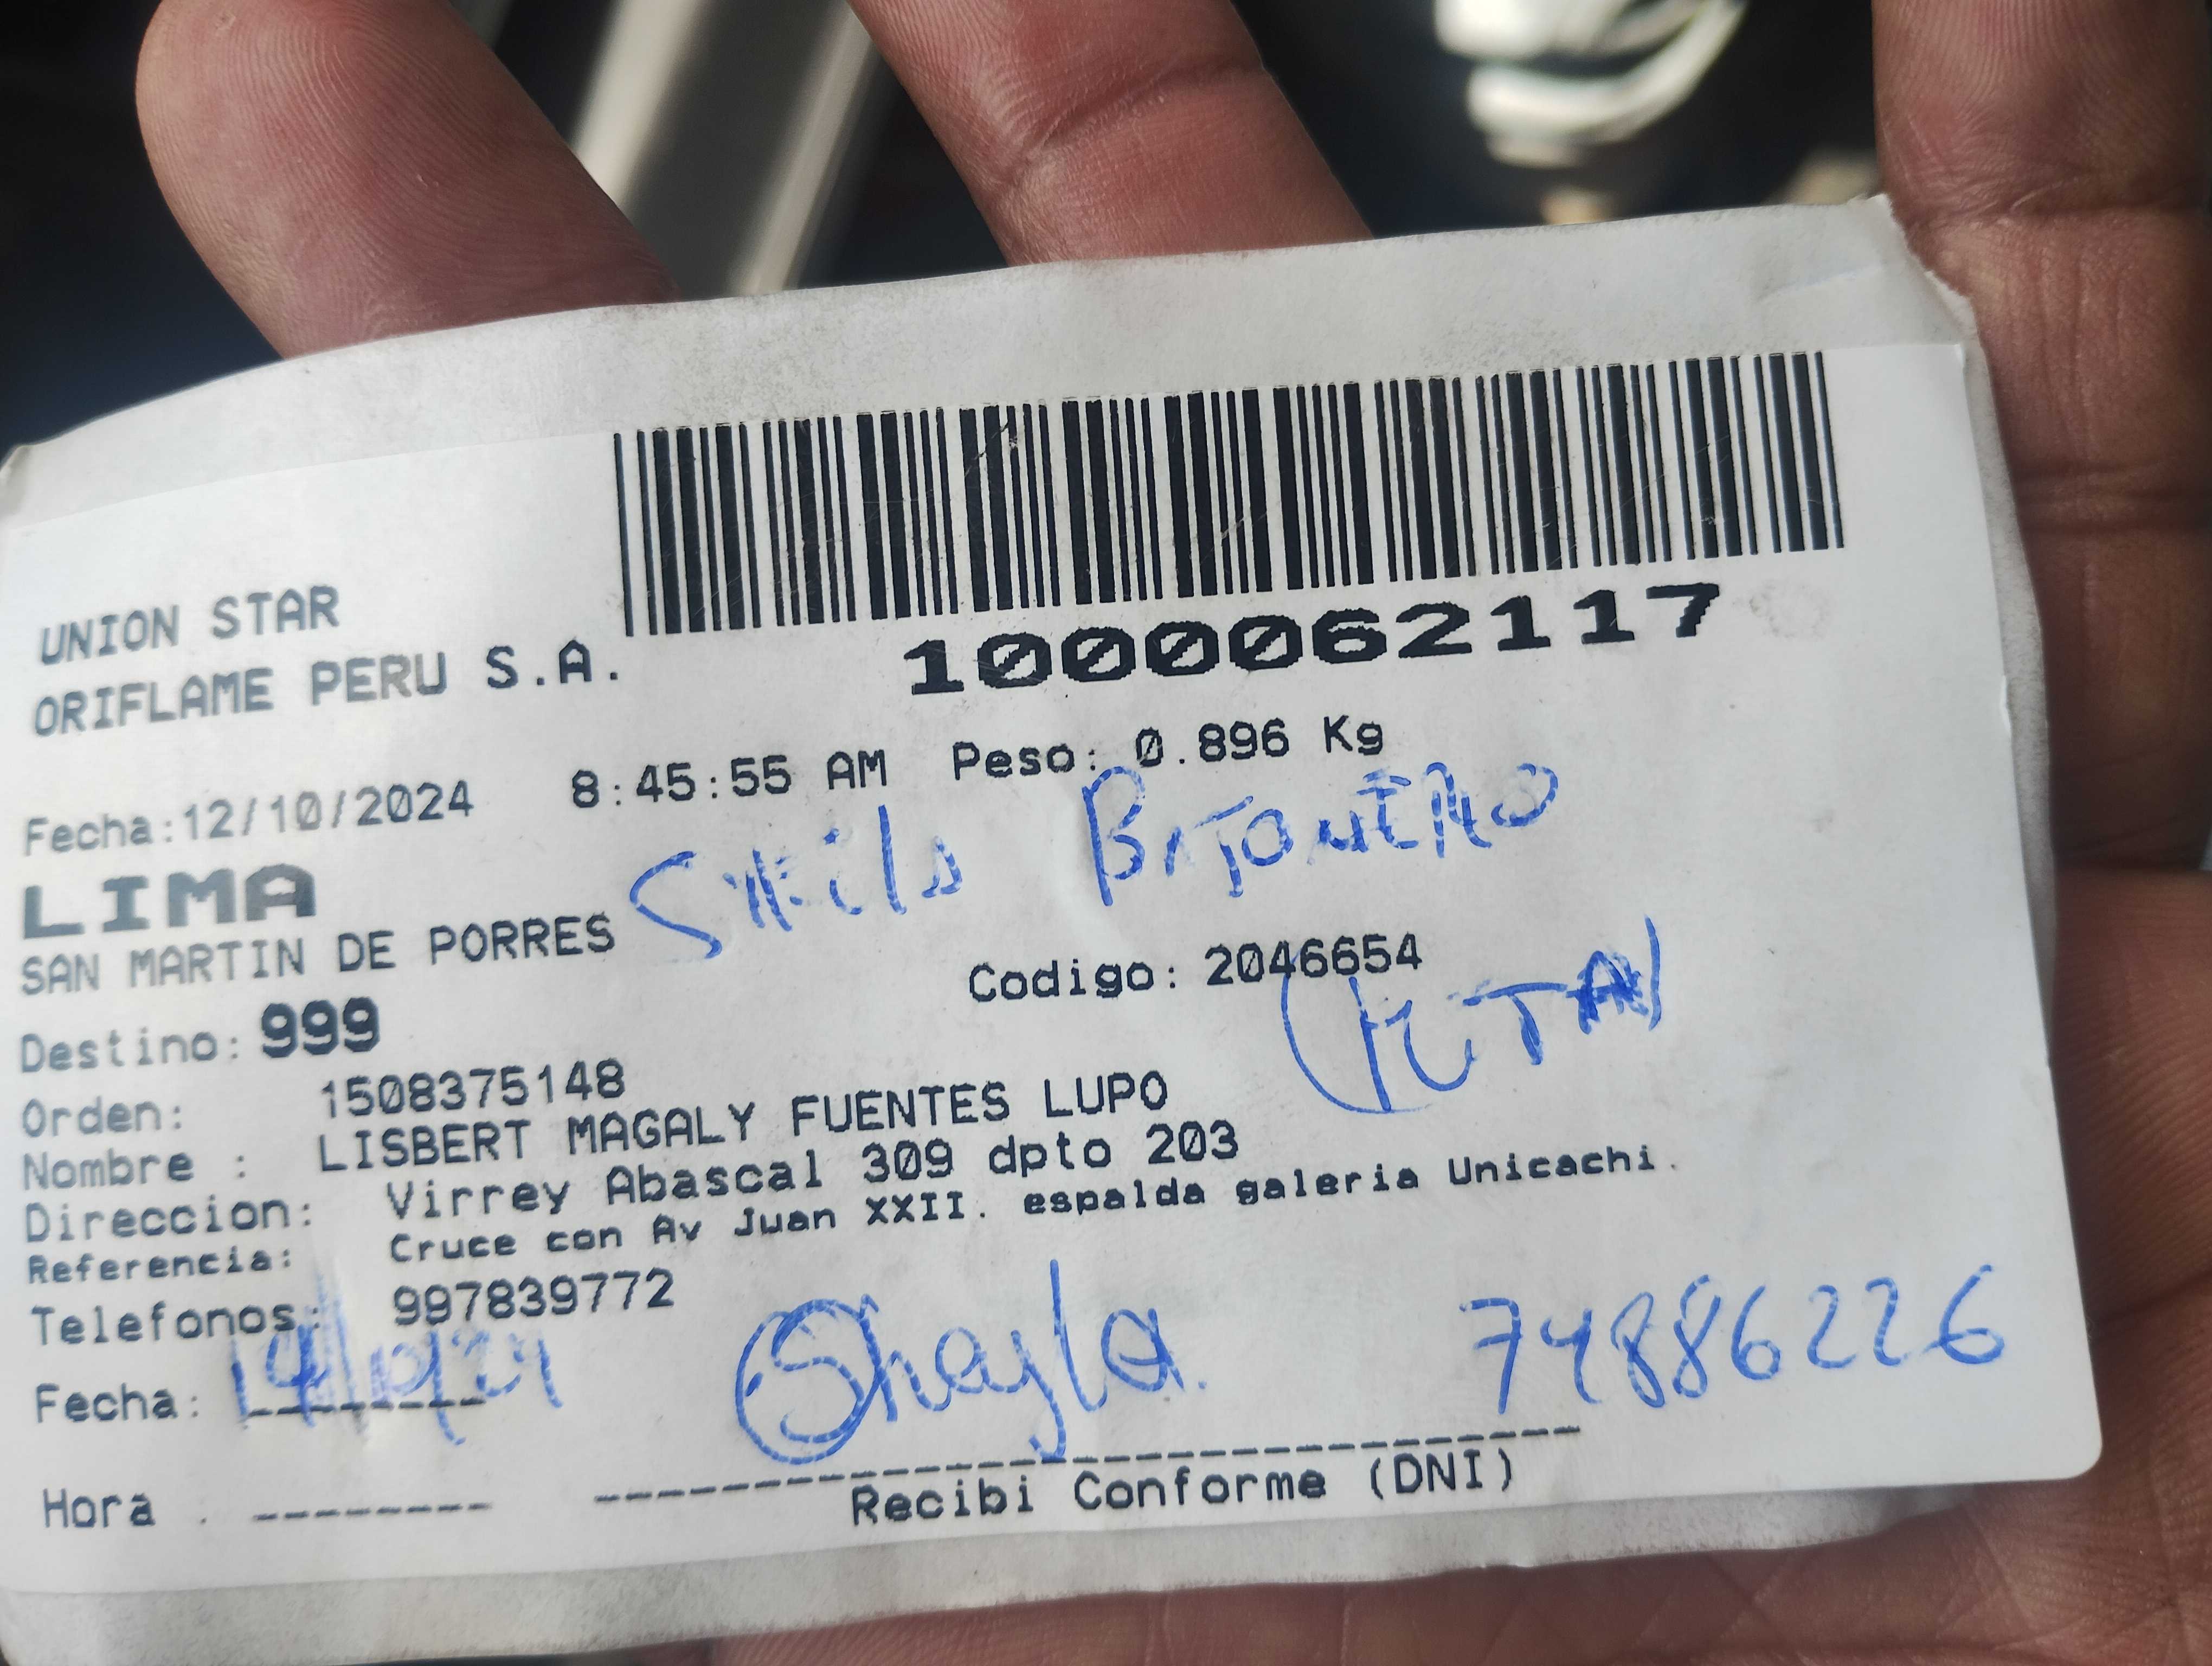 1000062117
UNION STAR
ORIFLAME PERU S.A.
Fecha:12/10/2024 8:45:55 AM Peso: 0.896 Kg
LIMA
SAN MARTIN DE PORRES
Codigo: 2046654
Destino: 999
Orden: 1508375148
Nombre : LISBERT MAGALY FUENTES LUPO
Direccion: Virrey Abascal 309 dpto 203
Referencia: Cruce con Av Juan XXII. espalda galeria Unicachi.
Telefonos: 997839772
Fecha: 14/10/24
Shayla. 74886226
Hora .
Recibi Conforme (DNI)